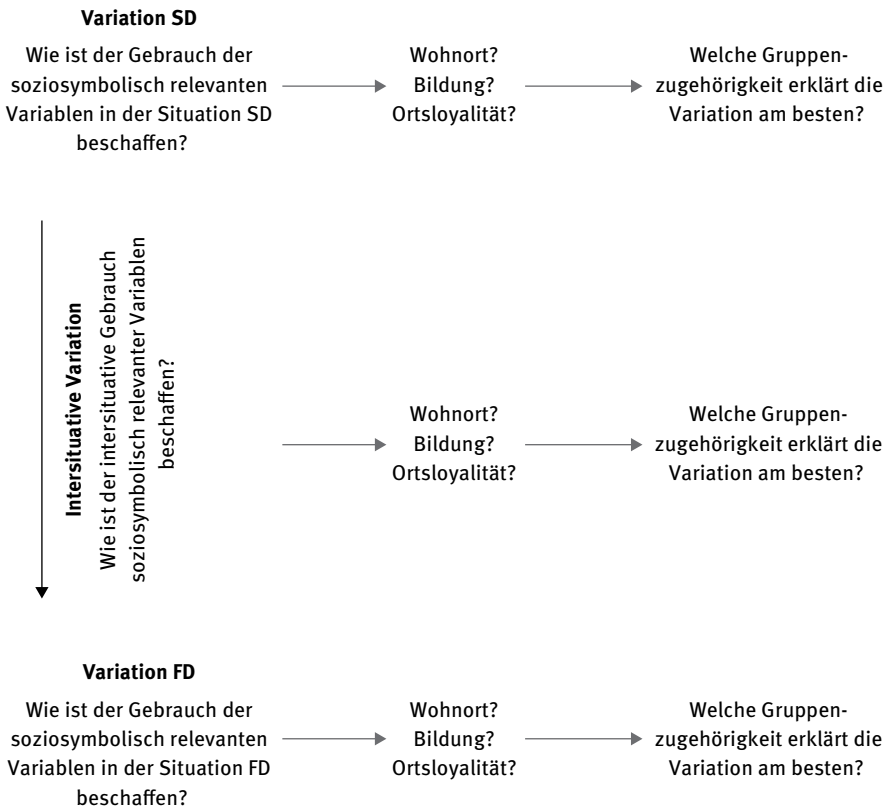 Variation SD
Wie ist der Gebrauch der
soziosymbolisch relevanten
Variablen in der Situation SD
beschaffen?
Wohnort?
Bildung?
Ortsloyalität?
Welche Gruppen-
zugehörigkeit erklärt die
Variation am besten?
Intersituative Variation
Wie ist der intersituative Gebrauch
soziosymbolisch relevanter Variablen
beschaffen?
Wohnort?
Bildung?
Ortsloyalität?
Welche Gruppen-
zugehörigkeit erklärt die
Variation am besten?
Variation FD
Wie ist der Gebrauch der
soziosymbolisch relevanten
Variablen in der Situation FD
beschaffen?
Wohnort?
Bildung?
Ortsloyalität?
Welche Gruppen-
zugehörigkeit erklärt die
Variation am besten?